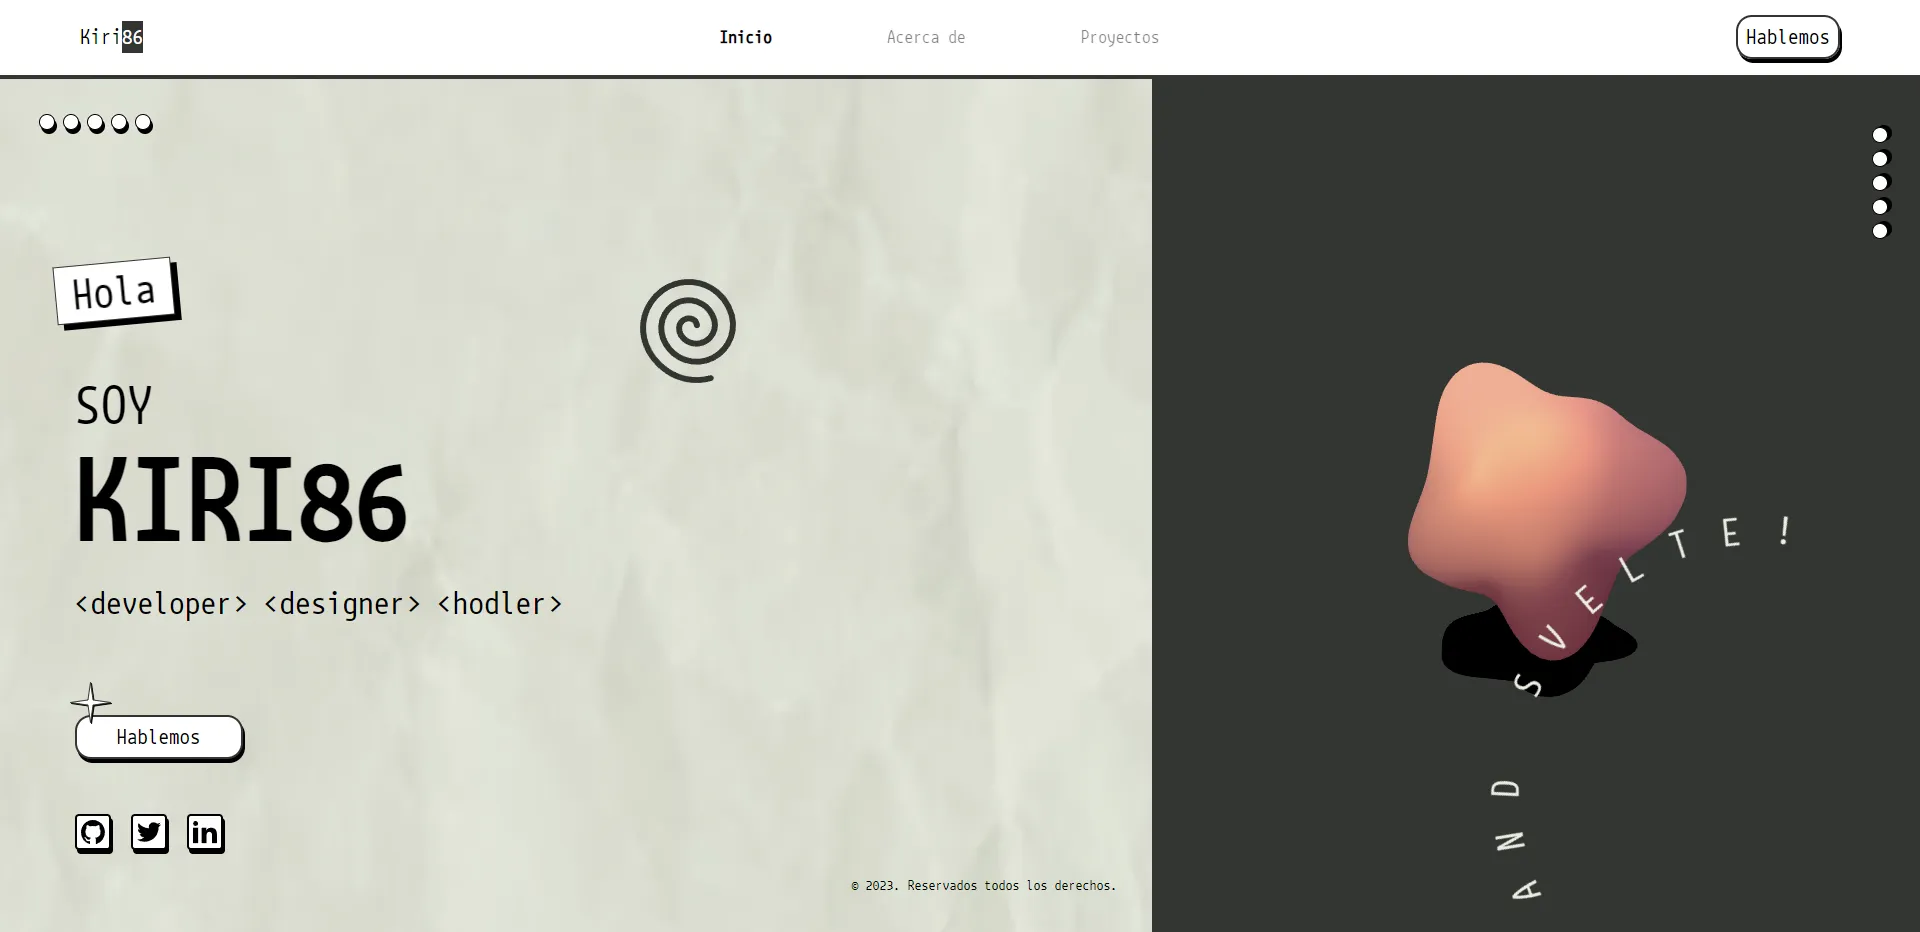 Kiri86
Inicio
Acerca de
Proyectos
Hablemos
Hola
SOY
KIRI86
<developer> <designer> <hodler>
Hablemos
in
© 2023. Reservados todos los derechos.
AND SVELTE!